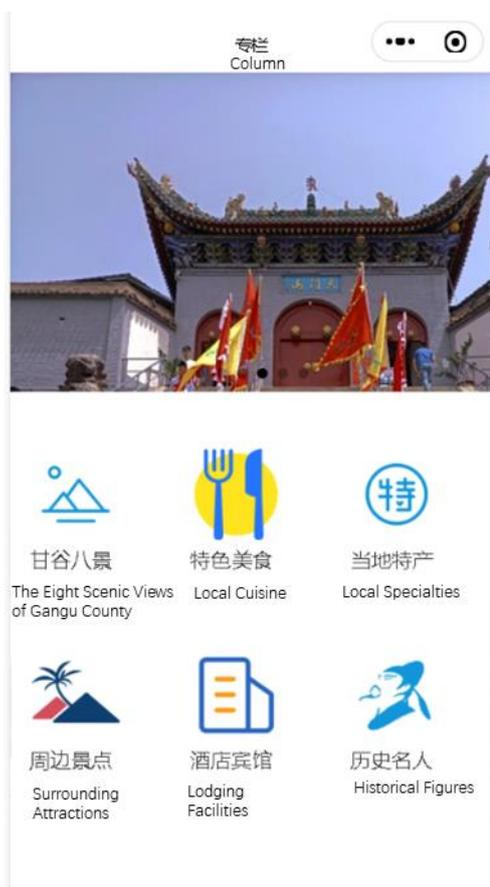 专栏
Column
特
甘谷八景
特色美食
当地特产
The Eight Scenic Views
of Gangu County
Local Cuisine
Local Specialties
周边景点
酒店宾馆
历史名人
Surrounding
Attractions
Lodging
Facilities
Historical Figures